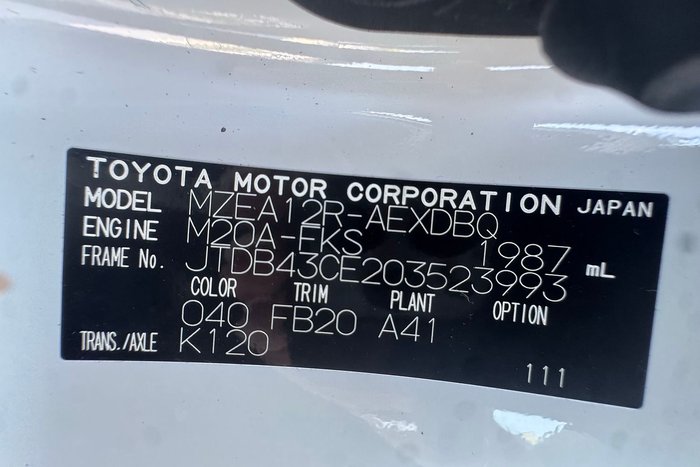 TOYOTA MOTOR CORPORATION JAPAN
MODEL MZEA12R-AEXDBQ
ENGINE M20A-FKS 1987 mL
FRAME No. JTDB43CE203523993
COLOR TRIM PLANT OPTION
040 FB20 A41
TRANS./AXLE K120
111